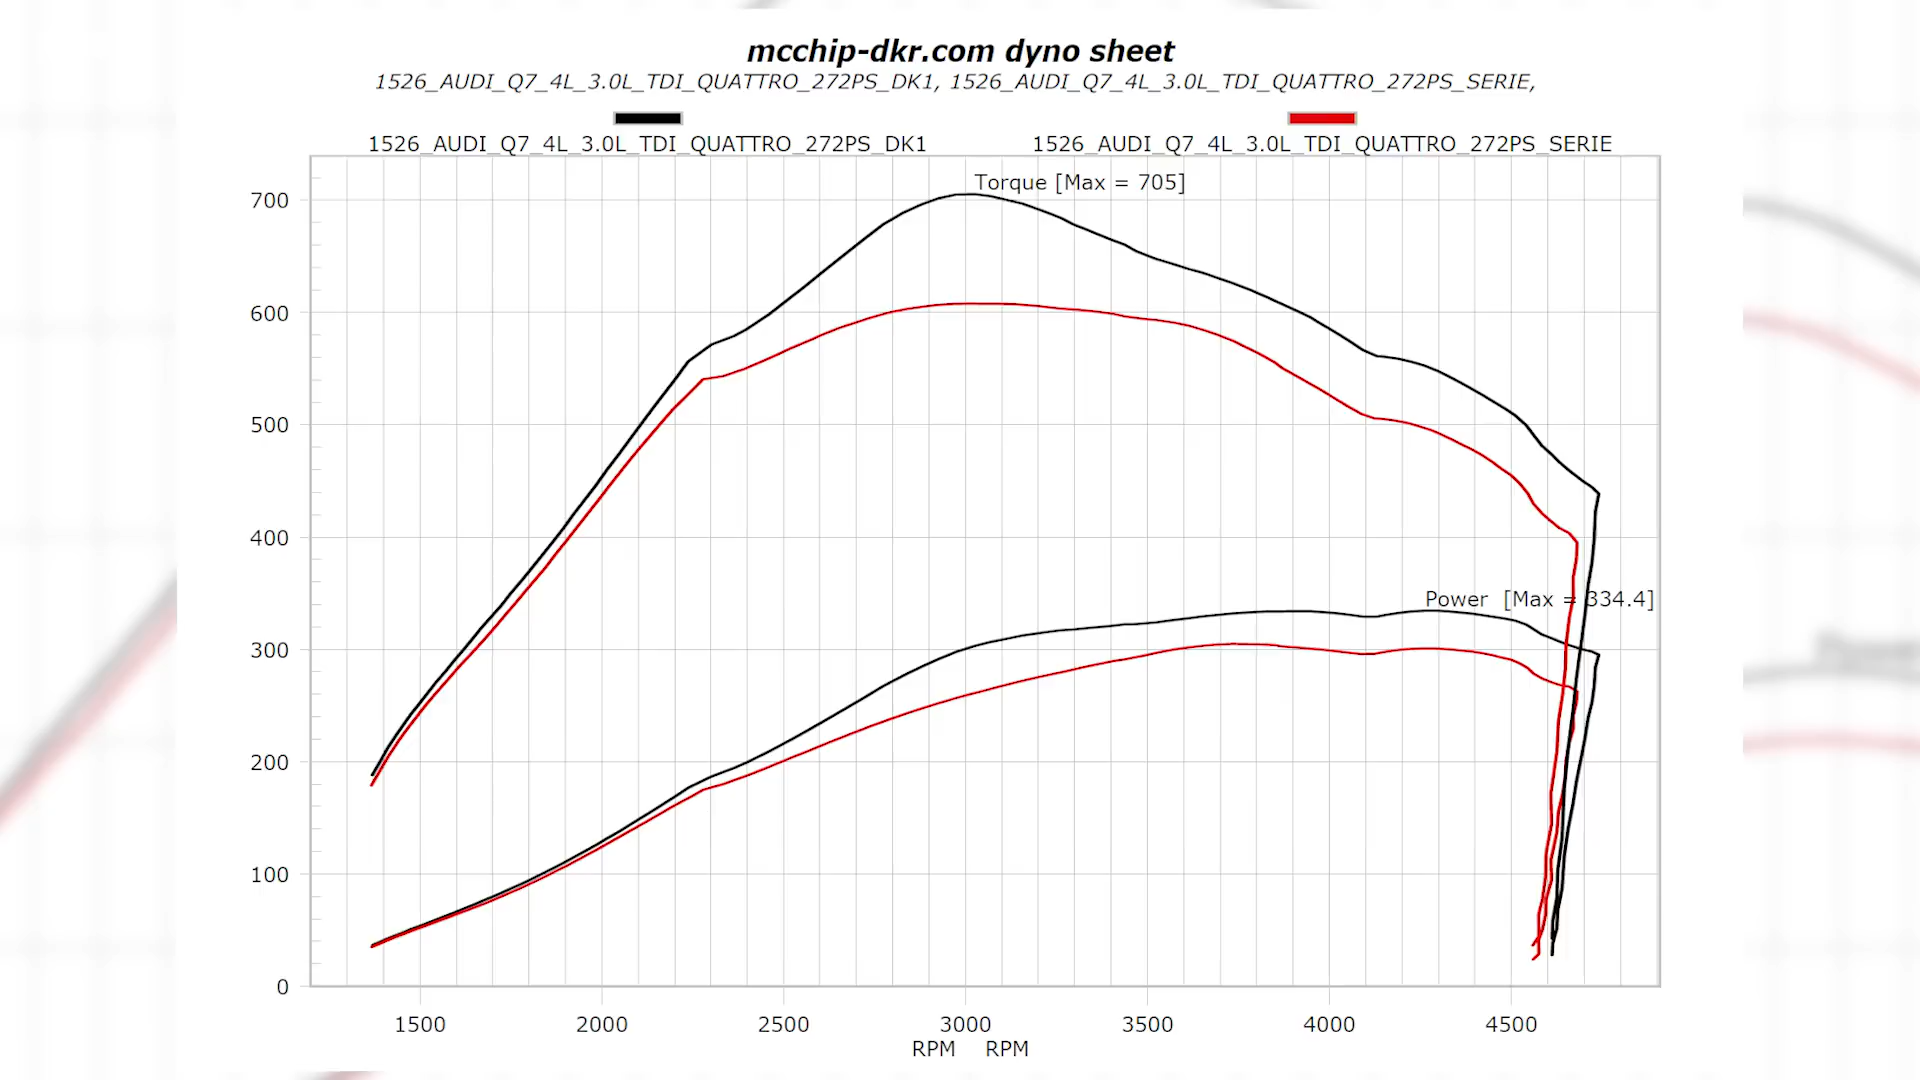 mcchip-dkr.com dyno sheet
1526_AUDI_Q7_4L_3.0L_TDI_QUATTRO_272PS_DK1, 1526_AUDI_Q7_4L_3.0L_TDI_QUATTRO_272PS_SERIE,
1526_AUDI_Q7_4L_3.0L_TDI_QUATTRO_272PS_DK1 1526_AUDI_Q7_4L_3.0L_TDI_QUATTRO_272PS_SERIE
Torque [Max = 705]
700
600
500
400
Power [Max = 334.4]
300
200
100
0
1500 2000 2500 3000 3500 4000 4500
RPM RPM